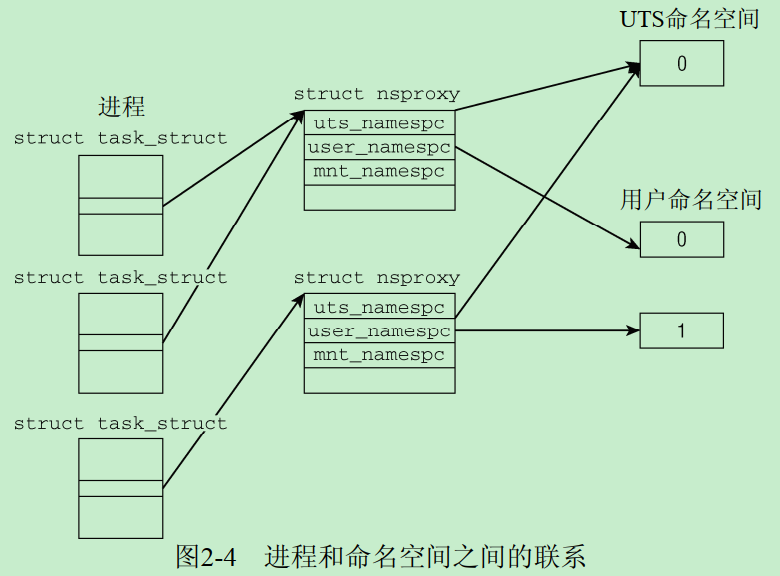 UTS命名空间
0
进程
struct task_struct
struct nsproxy
uts_namespc
user_namespc
mnt_namespc
用户命名空间
0
struct task_struct
struct nsproxy
uts_namespc
user_namespc
mnt_namespc
1
struct task_struct
图2-4 进程和命名空间之间的联系